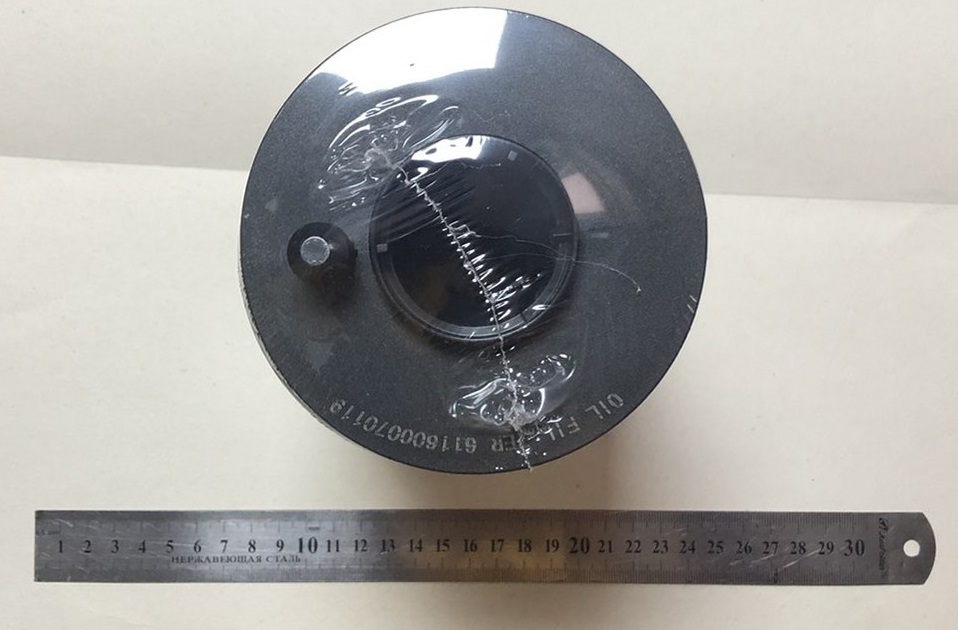 OIL FILTER 611600070119
1 2 3 4 5 6 7 8 9 10 11 12 13 14 15 16 17 18 19 20 21 22 23 24 25 26 27 28 29 30
НЕРЖАВЕЮЩАЯ СТАЛЬ